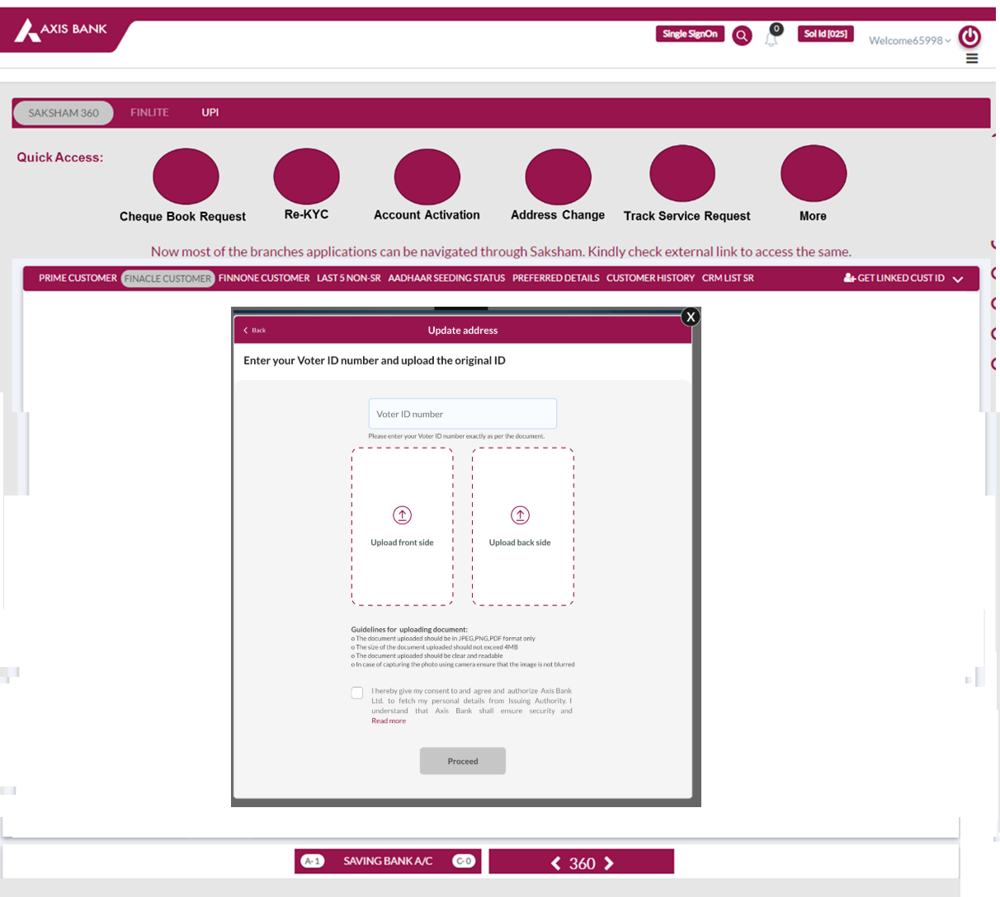 AXIS BANK
Single SignOn
0
Sol Id [025]
Welcome65998
SAKSHAM 360 FINLITE UPI
Quick Access:
Cheque Book Request Re-KYC Account Activation Address Change Track Service Request More
Now most of the branches applications can be navigated through Saksham. Kindly check external link to access the same.
PRIME CUSTOMER FINACLE CUSTOMER FINNONE CUSTOMER LAST 5 NON-SR AADHAAR SEEDING STATUS PREFERRED DETAILS CUSTOMER HISTORY CRM LIST SR GET LINKED CUST ID
X
Back Update address
Enter your Voter ID number and upload the original ID
Voter ID number
Please enter your Voter ID number exactly as per the document.
Upload front side Upload back side
Guidelines for uploading document:
o The document uploaded should be in JPEG,PNG,PDF format only
o The size of the document uploaded should not exceed 4MB
o The document uploaded should be clear and readable
o In case of capturing the photo using camera ensure that the image is not blurred
I hereby give my consent to and agree and authorize Axis Bank
Ltd. to fetch my personal details from Issuing Authority. I
understand that Axis Bank shall ensure security and
Read more
Proceed
A-1 SAVING BANK A/C C-0 360